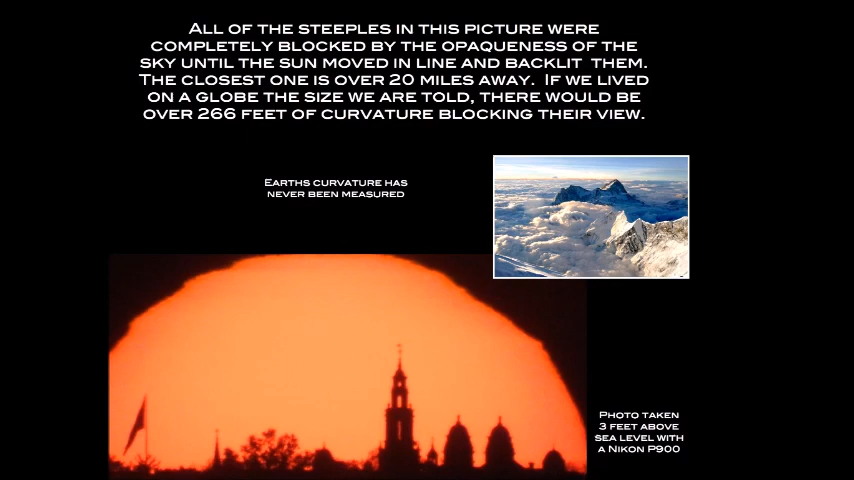 All of the steeples in this picture were
completely blocked by the opaqueness of the
sky until the sun moved in line and backlit them.
The closest one is over 20 miles away. If we lived
on a globe the size we are told, there would be
over 266 feet of curvature blocking their view.
Earths curvature has
never been measured
Photo taken
3 feet above
sea level with
a Nikon P900